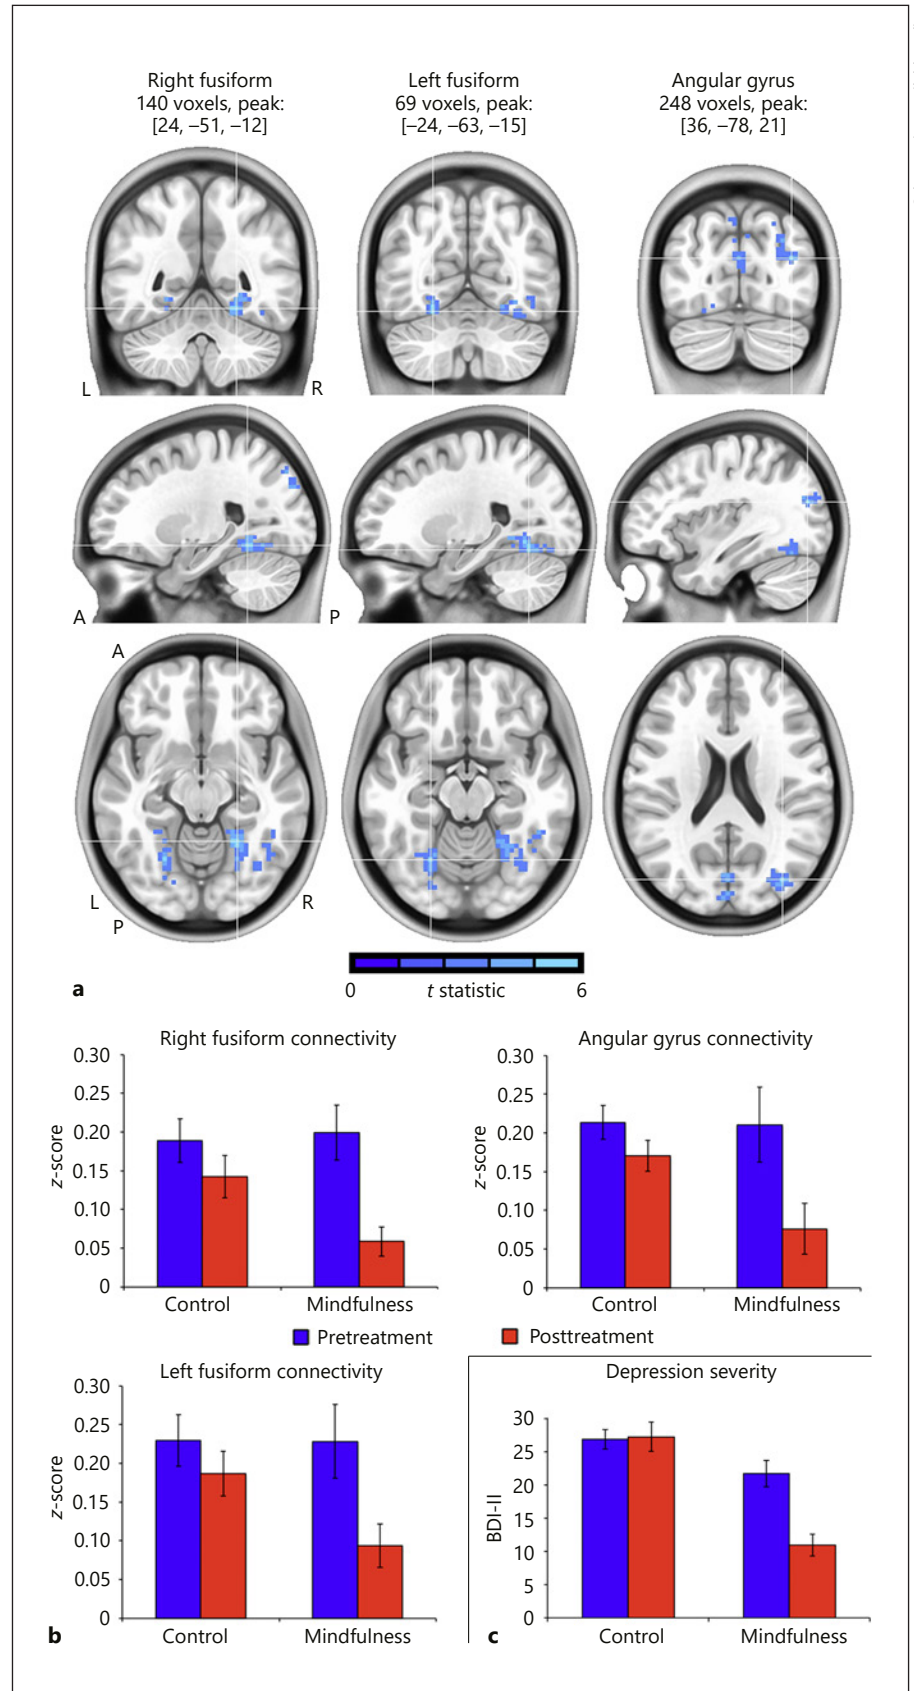 Right fusiform
140 voxels, peak:
[24, –51, –12]
Left fusiform
69 voxels, peak:
[–24, –63, –15]
Angular gyrus
248 voxels, peak:
[36, –78, 21]
L
R
A
P
A
L
R
P
0
t statistic
6
a
Right fusiform connectivity
0.30
0.25
0.20
0.15
0.10
0.05
0
z-score
Control
Mindfulness
Angular gyrus connectivity
0.30
0.25
0.20
0.15
0.10
0.05
0
z-score
Control
Mindfulness
Pretreatment
Posttreatment
Left fusiform connectivity
0.30
0.25
0.20
0.15
0.10
0.05
0
z-score
Control
Mindfulness
b
Depression severity
30
25
20
15
10
5
0
BDI-II
Control
Mindfulness
c